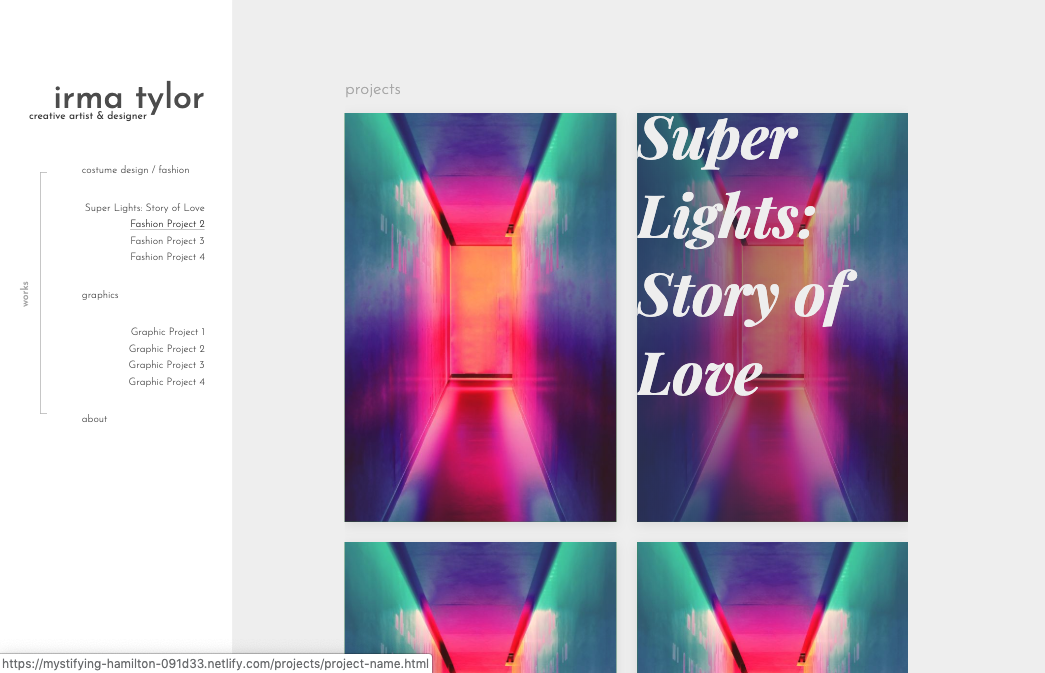 irma tylor
creative artist & designer
works
costume design / fashion
Super Lights: Story of Love
Fashion Project 2
Fashion Project 3
Fashion Project 4
graphics
Graphic Project 1
Graphic Project 2
Graphic Project 3
Graphic Project 4
about
projects
Super
Lights:
Story of
Love
https://mystifying-hamilton-091d33.netlify.com/projects/project-name.html